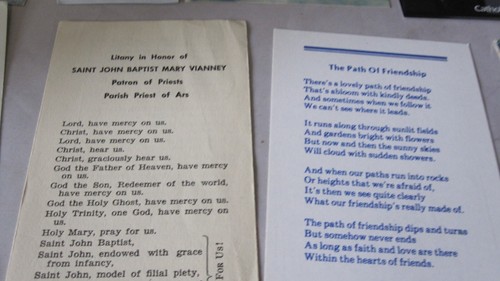 Litany in Honor of
SAINT JOHN BAPTIST MARY VIANNEY
Patron of Priests
Parish Priest of Ars
Lord, have mercy on us.
Christ, have mercy on us.
Lord, have mercy on us.
Christ, hear us.
Christ, graciously hear us.
God the Father of Heaven, have mercy
on us.
God the Son, Redeemer of the world,
have mercy on us.
God the Holy Ghost, have mercy on us.
Holy Trinity, one God, have mercy on
us.
Holy Mary, pray for us.
Saint John Baptist,
Saint John, endowed with grace
from infancy,
Saint John, model of filial piety,
For Us!
The Path Of Friendship
There's a lovely path of friendship
That's abloom with kindly deeds.
And sometimes when we follow it
We can't see where it leads.
It runs along through sunlit fields
And gardens bright with flowers
But now and then the sunny skies
Will cloud with sudden showers.
And when our paths run into rocks
Or heights that we're afraid of,
It's then we see quite clearly
What our friendship's really made of.
The path of friendship dips and turns
But somehow never ends
As long as faith and love are there
Within the hearts of friends.